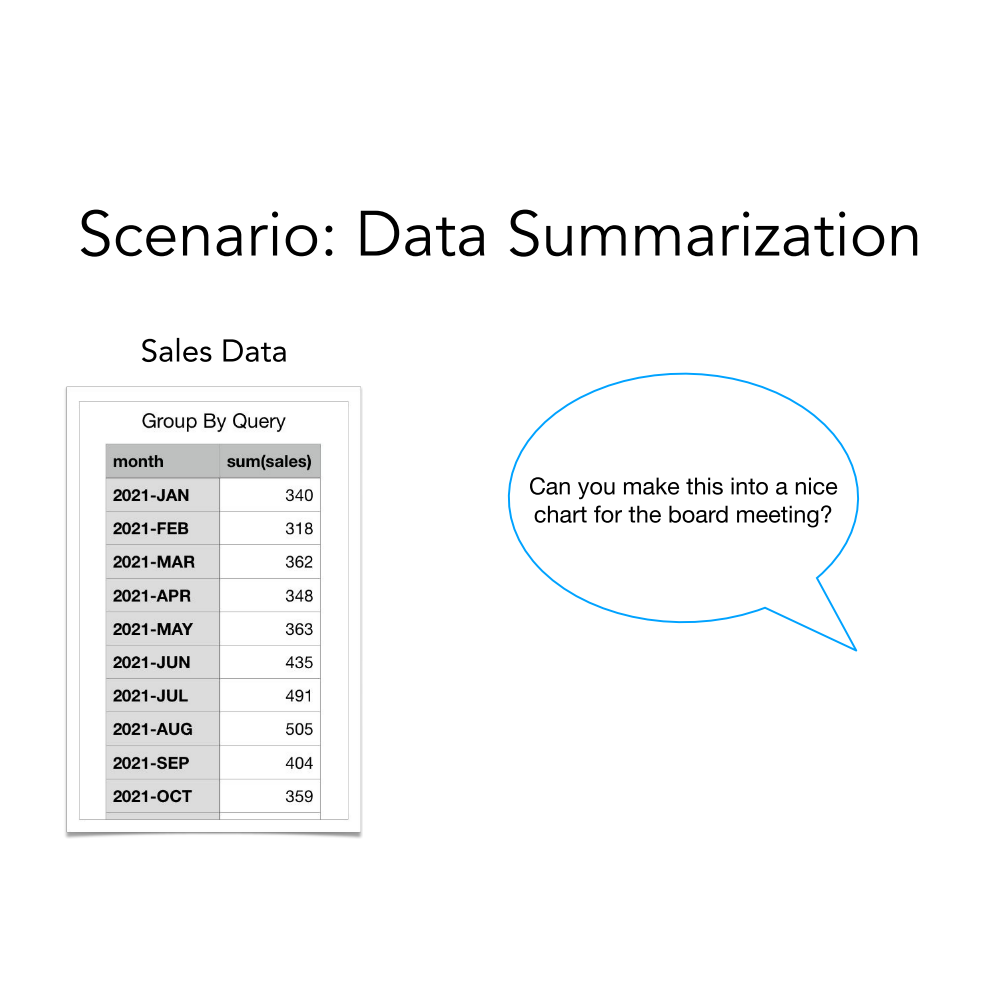 Scenario: Data Summarization
Sales Data
Group By Query
month sum(sales)
2021-JAN 340
2021-FEB 318
2021-MAR 362
2021-APR 348
2021-MAY 363
2021-JUN 435
2021-JUL 491
2021-AUG 505
2021-SEP 404
2021-OCT 359
Can you make this into a nice
chart for the board meeting?